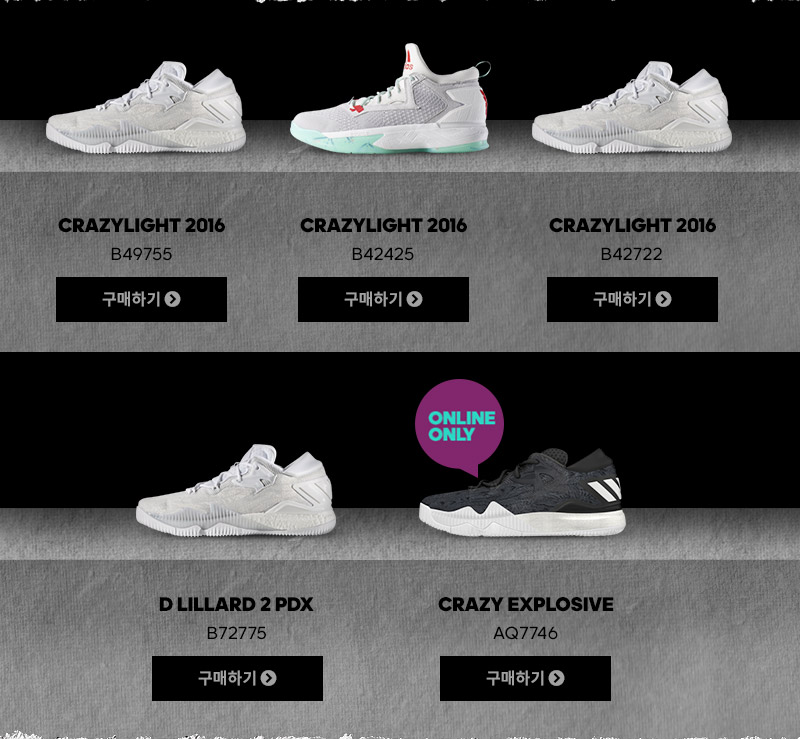 CRAZYLIGHT 2016
B49755
구매하기
CRAZYLIGHT 2016
B42425
구매하기
CRAZYLIGHT 2016
B42722
구매하기
ONLINE
ONLY
D LILLARD 2 PDX
B72775
구매하기
CRAZY EXPLOSIVE
AQ7746
구매하기